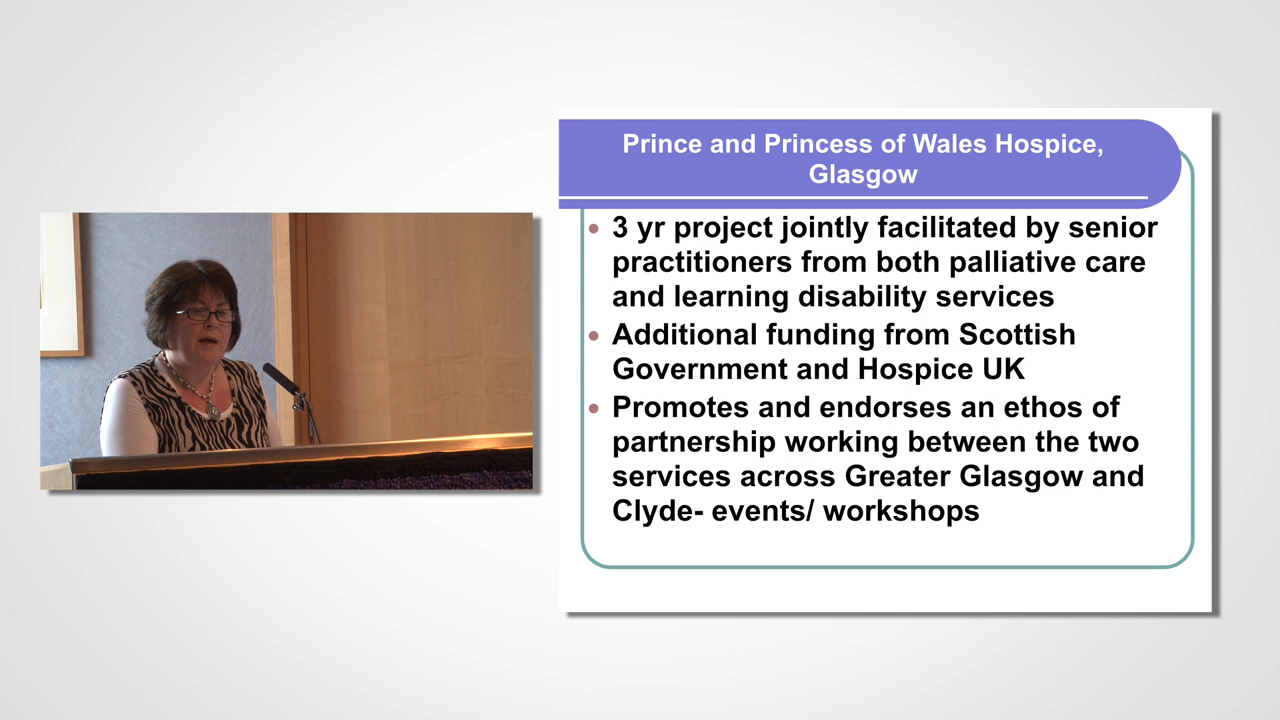 Prince and Princess of Wales Hospice,
Glasgow
3 yr project jointly facilitated by senior
practitioners from both palliative care
and learning disability services
Additional funding from Scottish
Government and Hospice UK
Promotes and endorses an ethos of
partnership working between the two
services across Greater Glasgow and
Clyde- events/ workshops